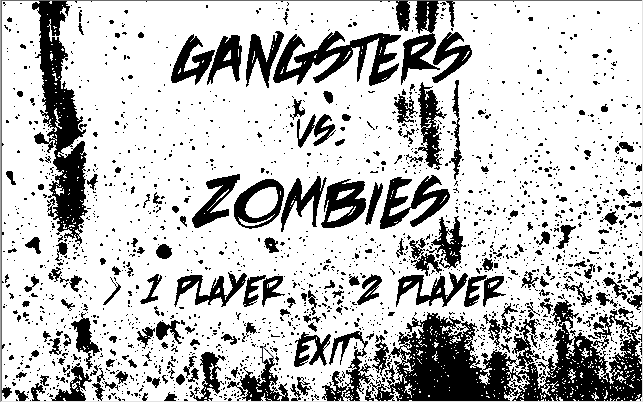 GANGSTERS
VS:
ZOMBIES
> 1 PLAYER 2 PLAYER
EXIT